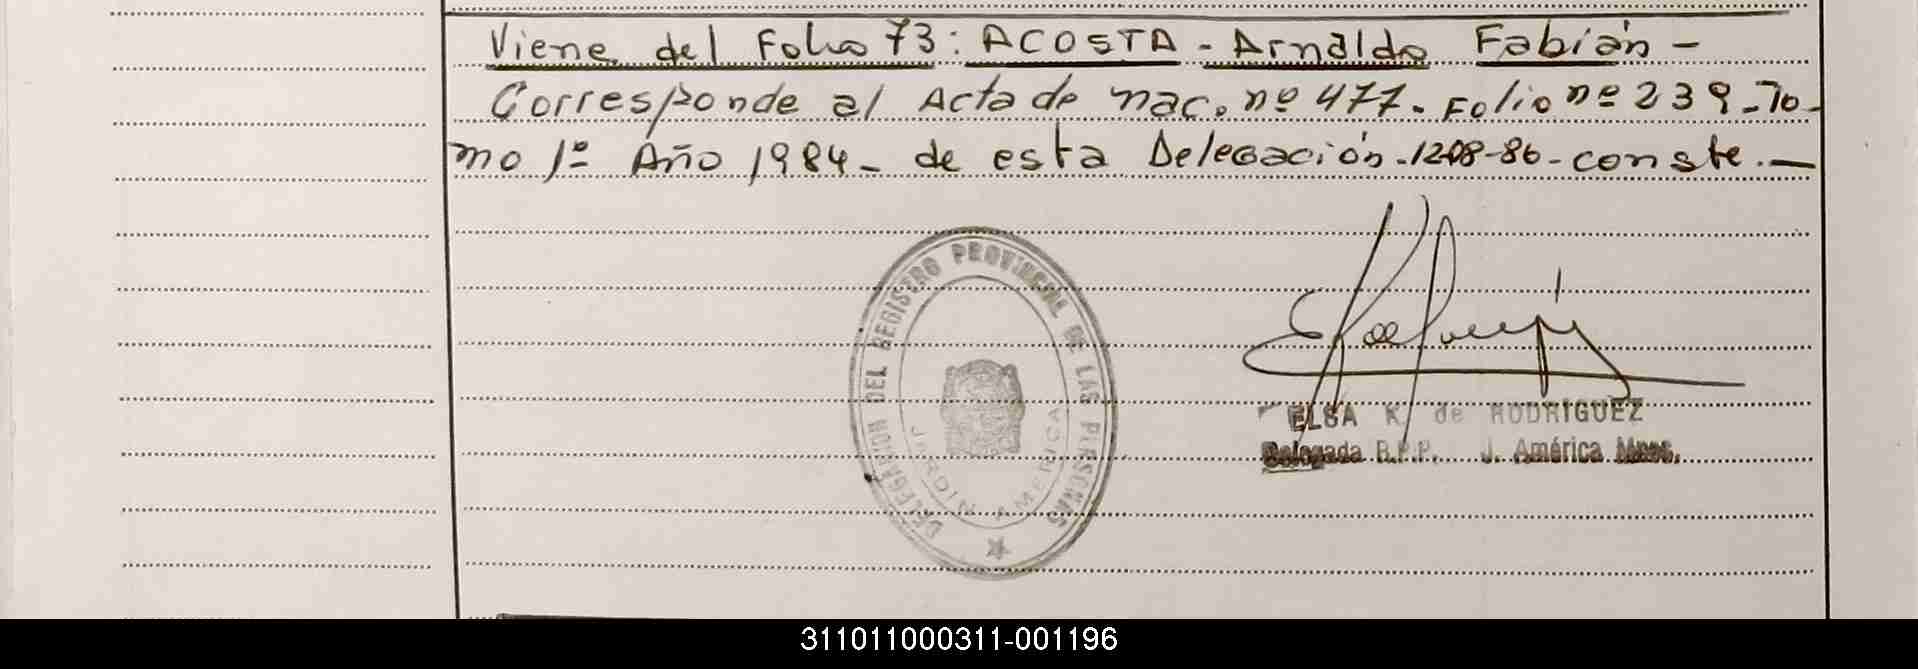 Viene del Folio 73: ACOSTA - Arnaldo Fabián -
Corresponde al Acta de nac. nº 477. Folio nº 239 - To-
mo 1º Año 1984 - de esta Delegación. 12-08-86 - conste. -
DELEGACION DEL REGISTRO PROVINCIAL DE LAS PERSONAS
JARDIN AMERICA
ELSA K. de RODRIGUEZ
Delegada R.P.P. J. América Mnes.
311011000311-001196